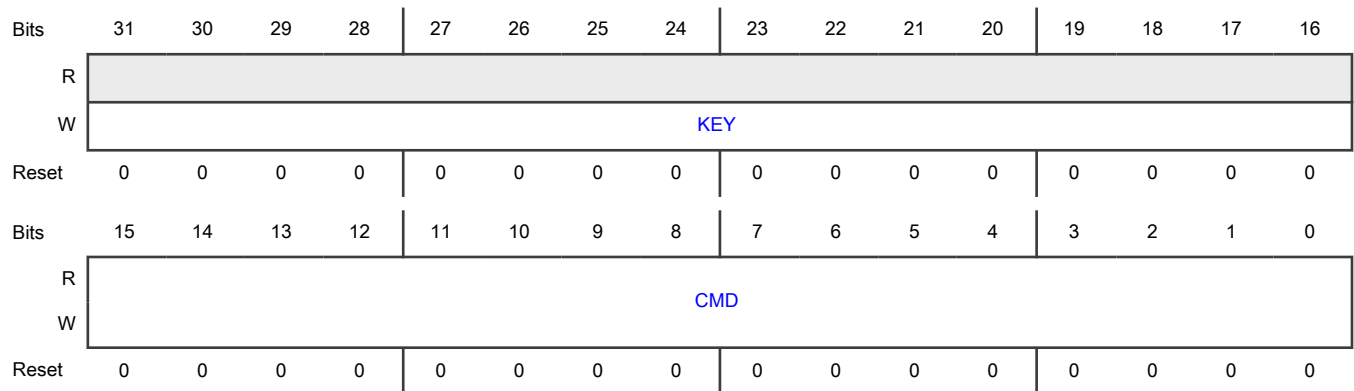 Bits 31 30 29 28 27 26 25 24 23 22 21 20 19 18 17 16
R
W KEY
Reset 0 0 0 0 0 0 0 0 0 0 0 0 0 0 0 0
Bits 15 14 13 12 11 10 9 8 7 6 5 4 3 2 1 0
R
CMD
W
Reset 0 0 0 0 0 0 0 0 0 0 0 0 0 0 0 0